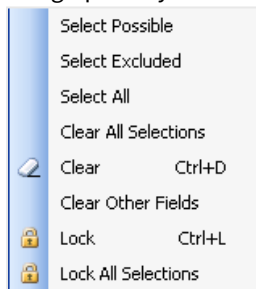 Select Possible
Select Excluded
Select All
Clear All Selections
Clear Ctrl+D
Clear Other Fields
Lock Ctrl+L
Lock All Selections